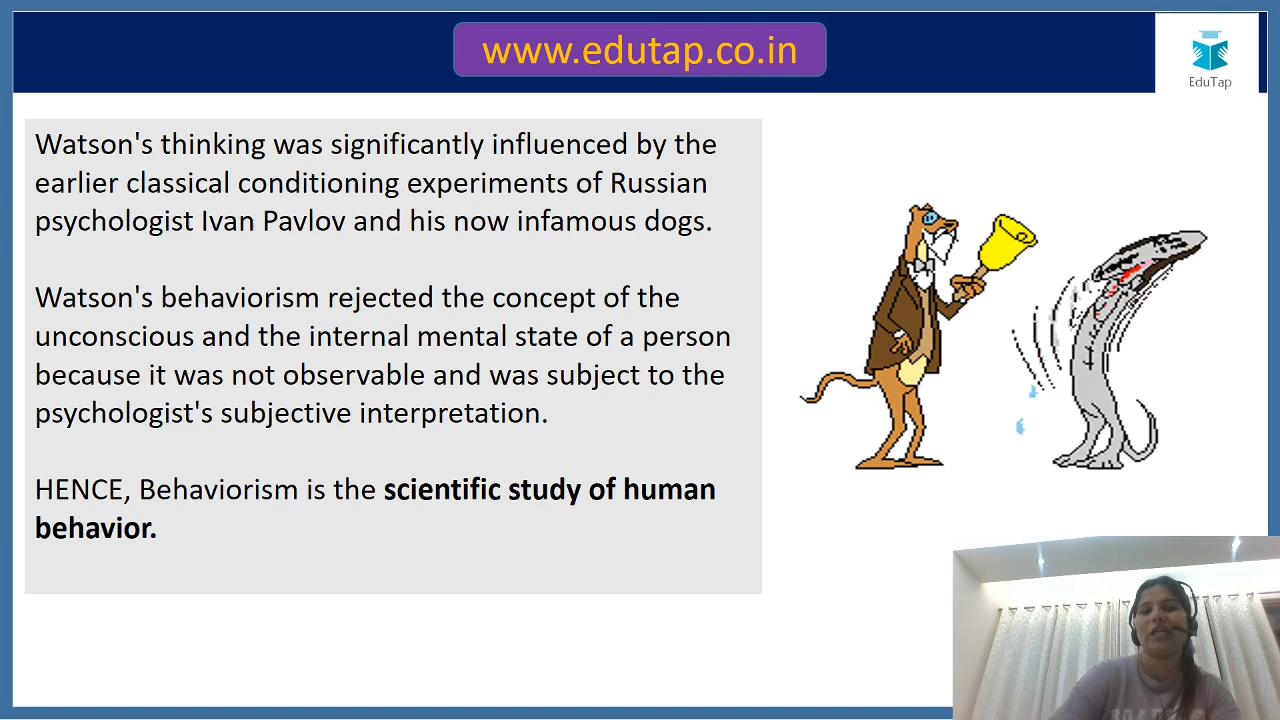 www.edutap.co.in
EduTap
Watson's thinking was significantly influenced by the
earlier classical conditioning experiments of Russian
psychologist Ivan Pavlov and his now infamous dogs.
Watson's behaviorism rejected the concept of the
unconscious and the internal mental state of a person
because it was not observable and was subject to the
psychologist's subjective interpretation.
HENCE, Behaviorism is the scientific study of human
behavior.